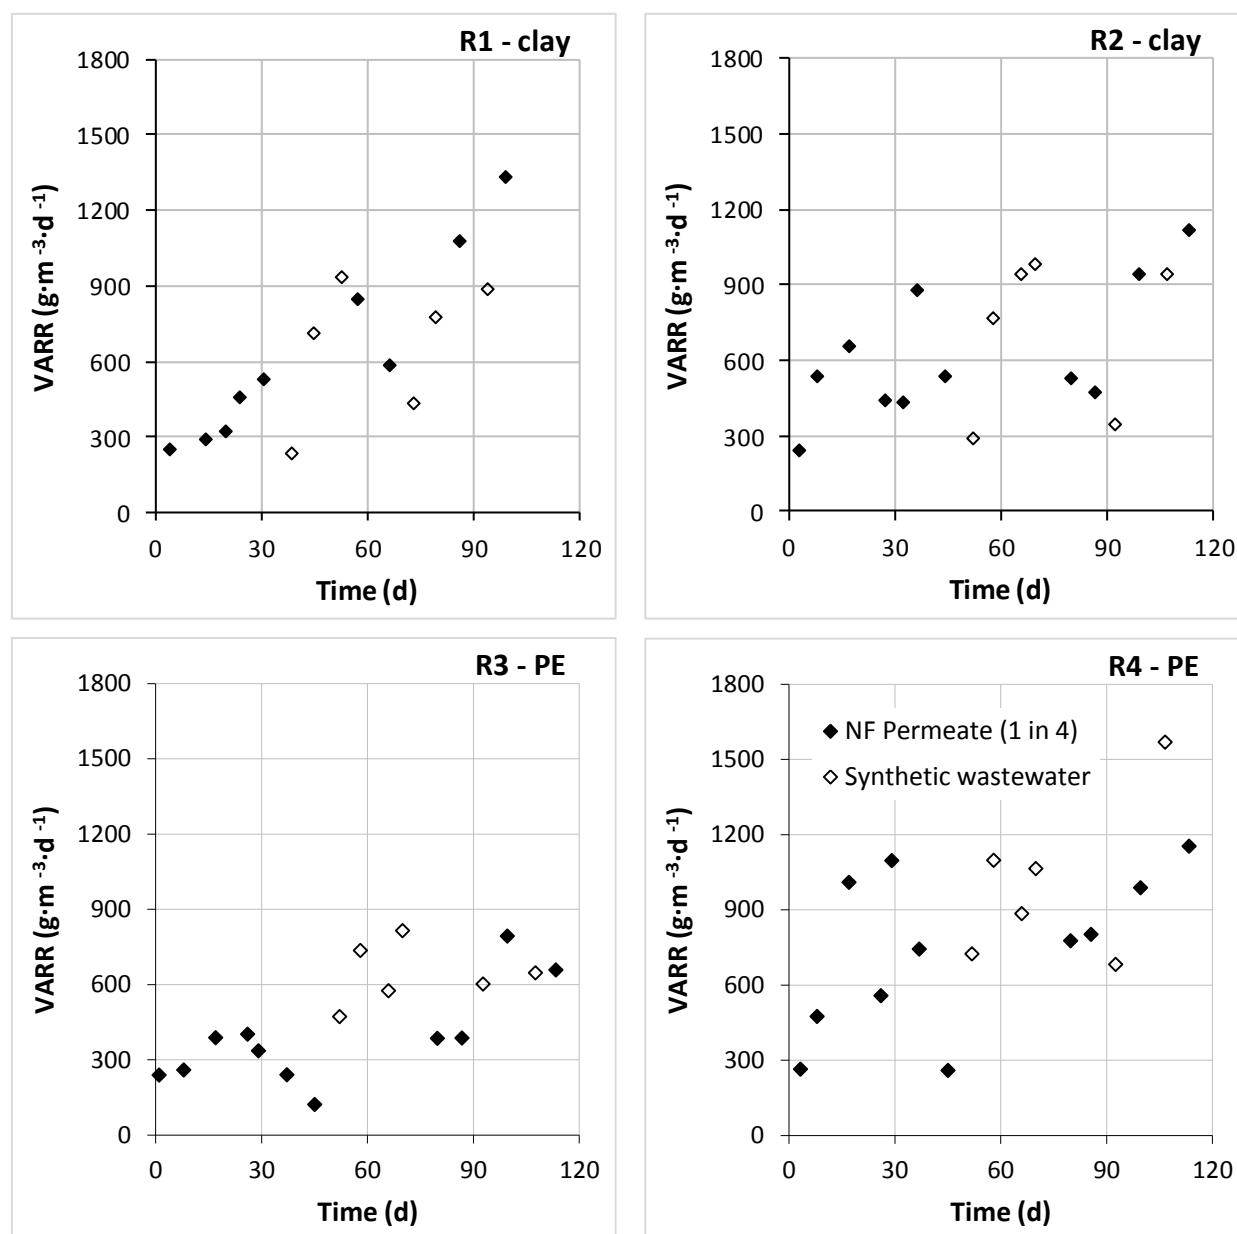 R1 - clay
VARR (g·m -3·d -1)
1800
1500
1200
900
600
300
0
0 30 60 90 120
Time (d)
R2 - clay
VARR (g·m -3·d -1)
1800
1500
1200
900
600
300
0
0 30 60 90 120
Time (d)
R3 - PE
VARR (g·m -3·d -1)
1800
1500
1200
900
600
300
0
0 30 60 90 120
Time (d)
R4 - PE
VARR (g·m -3·d -1)
1800
1500
1200
900
600
300
0
NF Permeate (1 in 4)
Synthetic wastewater
0 30 60 90 120
Time (d)